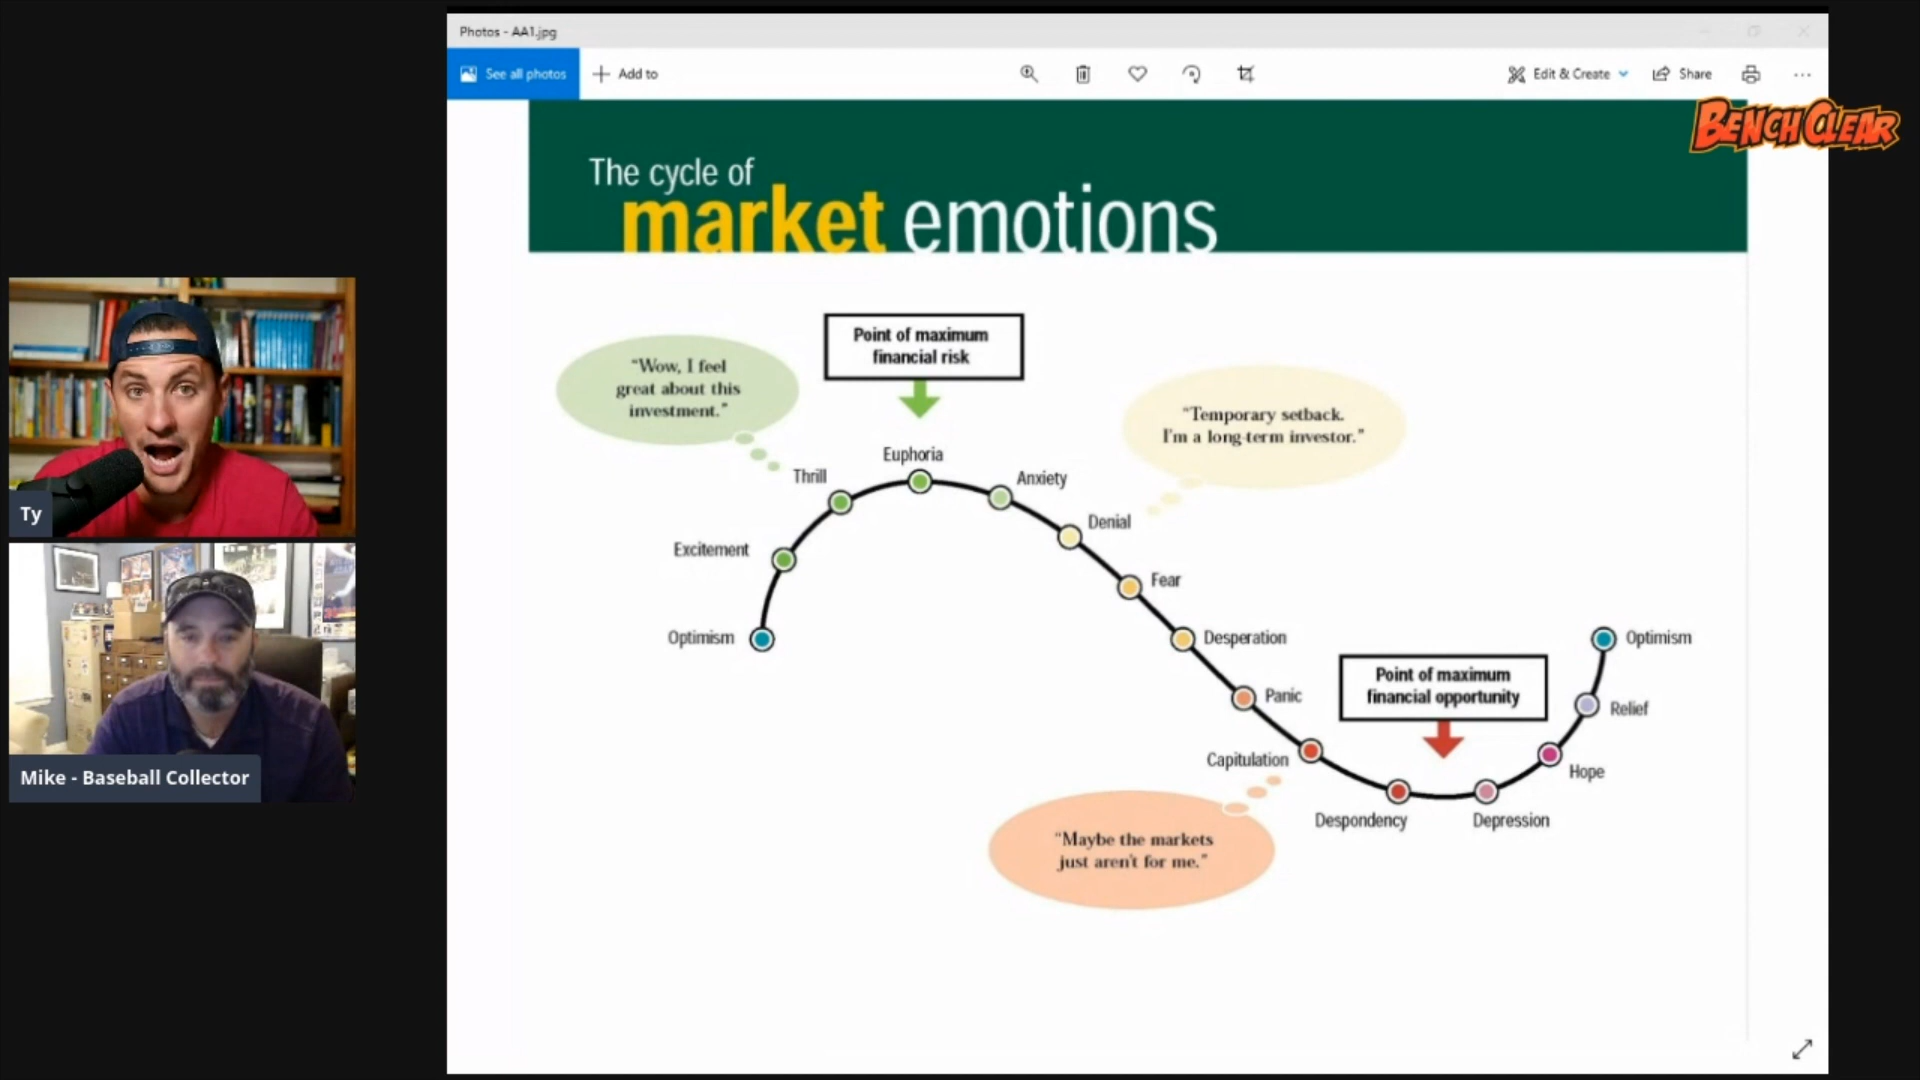 Photos - AA1.jpg
See all photos
Add to
Edit & Create
Share
BENCHCLEAR
The cycle of
market emotions
Point of maximum
financial risk
"Wow, I feel
great about this
investment."
"Temporary setback.
I'm a long-term investor."
Euphoria
Thrill
Anxiety
Denial
Excitement
Fear
Optimism
Desperation
Optimism
Point of maximum
financial opportunity
Panic
Relief
Capitulation
Hope
Despondency
Depression
"Maybe the markets
just aren't for me."
Ty
Mike - Baseball Collector